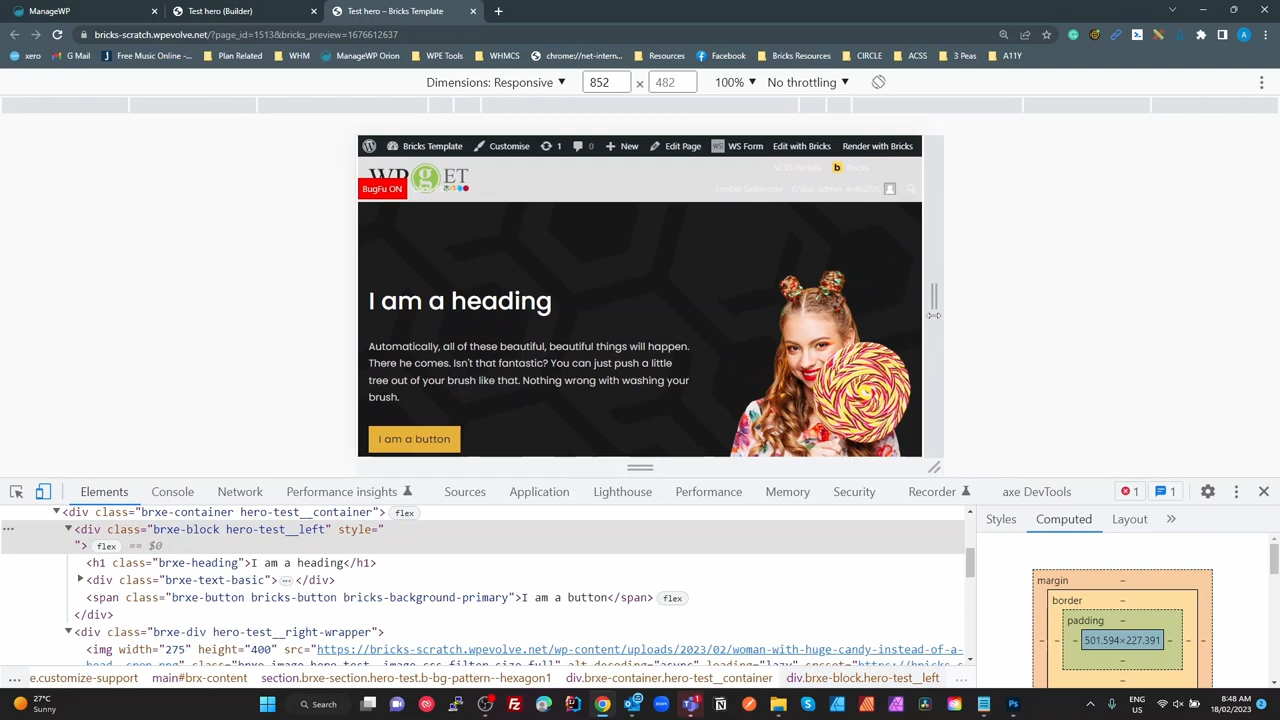 ManageWP
Test hero (Builder)
Test hero – Bricks Template
bricks-scratch.wpevolve.net/?page_id=1513&bricks_preview=1676612637
xero
G Mail
Free Music Online -...
Plan Related
WHM
ManageWP Orion
WPE Tools
WHMCS
chrome://net-intern...
Resources
Facebook
Bricks Resources
CIRCLE
ACSS
3 Peas
A11Y
Dimensions: Responsive 852 × 482 100% No throttling
Bricks Template
Customise
1
0
New
Edit Page
WS Form
Edit with Bricks
Render with Bricks
WP g ET
SCSS Partials
Bricks
BugFu ON
I am a heading
Automatically, all of these beautiful, beautiful things will happen.
There he comes. Isn't that fantastic? You can just push a little
tree out of your brush like that. Nothing wrong with washing your
brush.
I am a button
Elements Console Network Performance insights Sources Application Lighthouse Performance Memory Security Recorder axe DevTools 1 1
<div class="brxe-container hero-test__container"> flex
<div class="brxe-block hero-test__left" style="
"> flex == $0
<h1 class="brxe-heading">I am a heading</h1>
<div class="brxe-text-basic"> ... </div>
<span class="brxe-button bricks-button bricks-background-primary">I am a button</span> flex
</div>
<div class="brxe-div hero-test__right-wrapper">
<img width="275" height="400" src="https://bricks-scratch.wpevolve.net/wp-content/uploads/2023/02/woman-with-huge-candy-instead-of-a-
... e.customize-support main#brx-content section.brxe-section.hero-test.b-bg-pattern--hexagon1 div.brxe-container.hero-test__container div.brxe-block.hero-test__left ...
Styles Computed Layout
margin –
border –
padding –
501.594×227.391
27°C
Sunny
Search
ENG
US
8:48 AM
18/02/2023